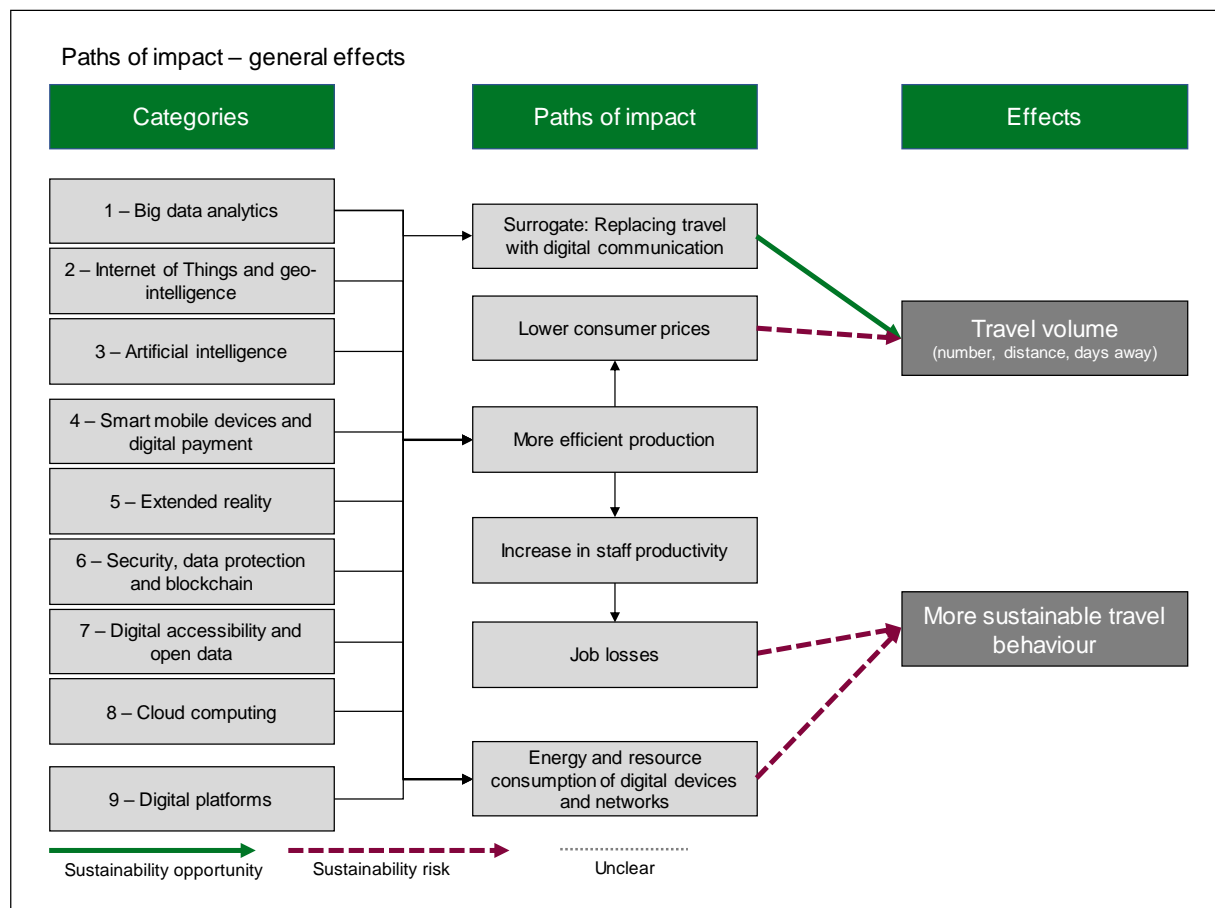 Paths of impact – general effects
Categories
Paths of impact
Effects
1 – Big data analytics
2 – Internet of Things and geo-
intelligence
3 – Artificial intelligence
4 – Smart mobile devices and
digital payment
5 – Extended reality
6 – Security, data protection
and blockchain
7 – Digital accessibility and
open data
8 – Cloud computing
9 – Digital platforms
Surrogate: Replacing travel
with digital communication
Lower consumer prices
More efficient production
Increase in staff productivity
Job losses
Energy and resource
consumption of digital devices
and networks
Travel volume
(number, distance, days away)
More sustainable travel
behaviour
Sustainability opportunity
Sustainability risk
Unclear